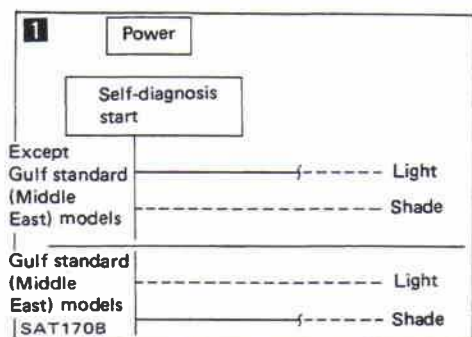 1
Power
Self-diagnosis
start
Except
Gulf standard
(Middle
East) models
Light
Shade
Gulf standard
(Middle
East) models
Light
Shade
SAT170B